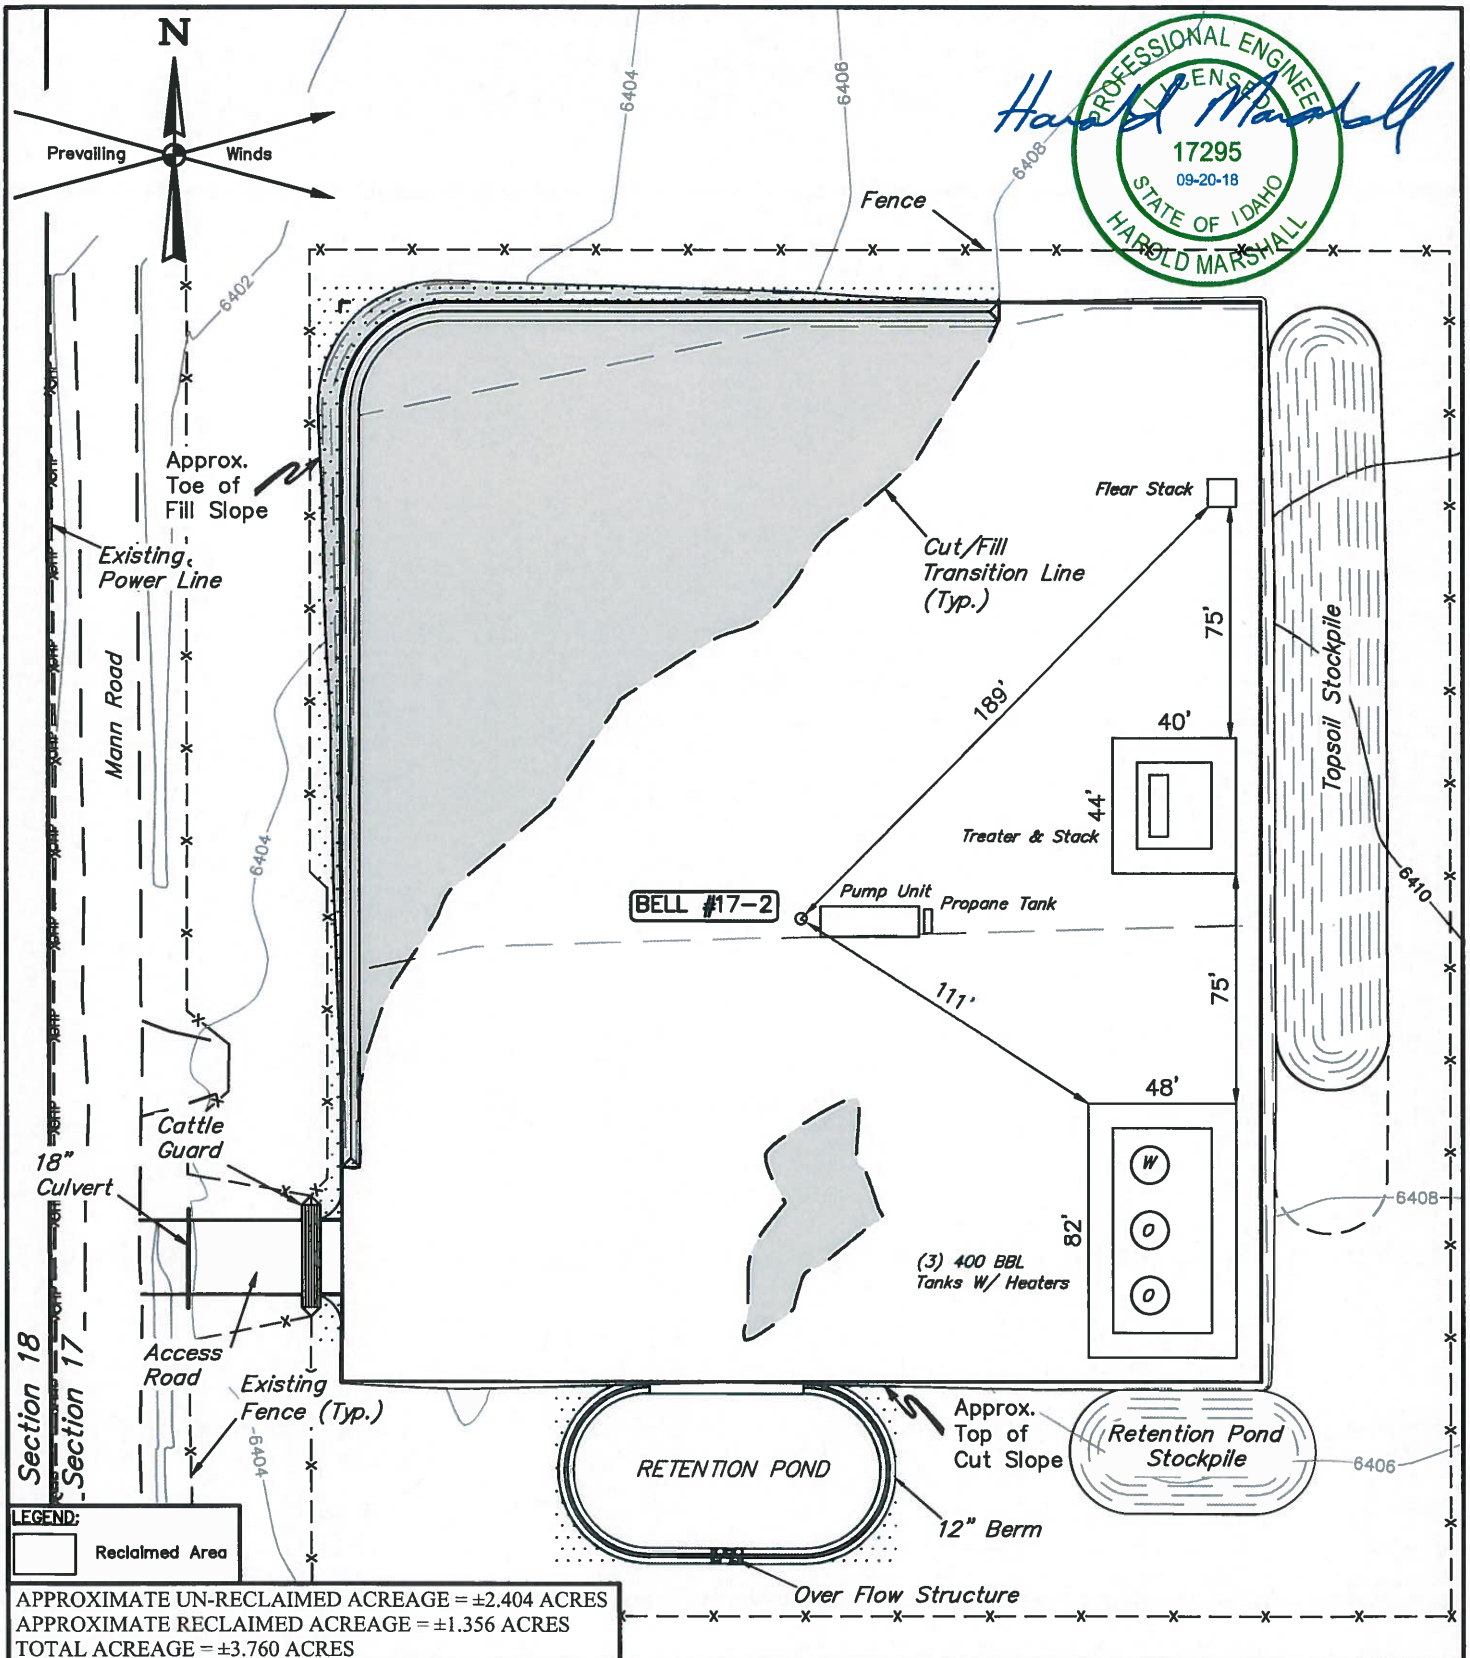 N
Prevailing Winds
6404
6406
6408
Harold Marshall
PROFESSIONAL ENGINEER
LICENSED
17295
09-20-18
STATE OF IDAHO
HAROLD MARSHALL
Fence
6402
Approx.
Toe of
Fill Slope
Existing
Power Line
Mann Road
Flear Stack
Cut/Fill
Transition Line
(Typ.)
75'
189'
Topsoil Stockpile
40'
44'
Treater & Stack
6404
6410
BELL #17-2
Pump Unit
Propane Tank
111'
75'
48'
Cattle
Guard
18"
Culvert
W
O
O
82'
(3) 400 BBL
Tanks W/ Heaters
6408
Access
Road
Section 18
Section 17
Existing
Fence (Typ.)
6404
Approx.
Top of
Cut Slope
Retention Pond
Stockpile
6406
RETENTION POND
12" Berm
Over Flow Structure
LEGEND:
Reclaimed Area
APPROXIMATE UN-RECLAIMED ACREAGE = ±2.404 ACRES
APPROXIMATE RECLAIMED ACREAGE = ±1.356 ACRES
TOTAL ACREAGE = ±3.760 ACRES